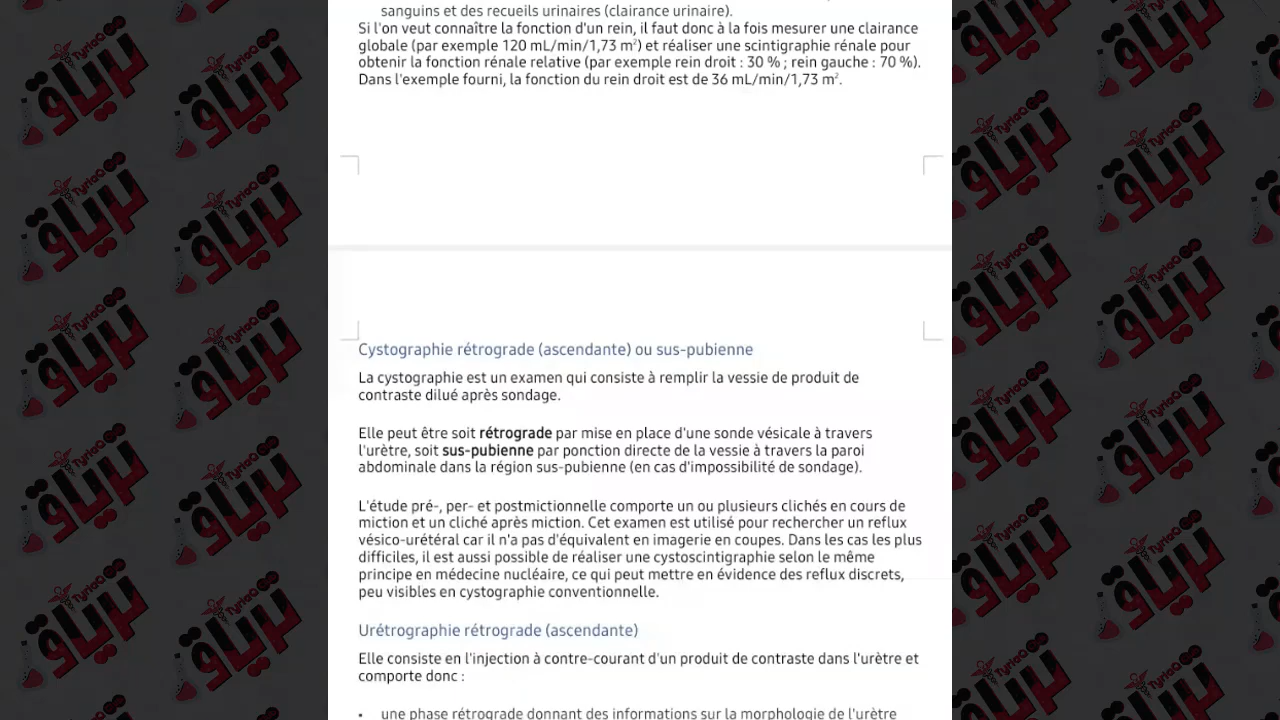 sanguins et des recueils urinaires (clairance urinaire).
Si l'on veut connaître la fonction d'un rein, il faut donc à la fois mesurer une clairance
globale (par exemple 120 mL/min/1,73 m²) et réaliser une scintigraphie rénale pour
obtenir la fonction rénale relative (par exemple rein droit : 30 % ; rein gauche : 70 %).
Dans l'exemple fourni, la fonction du rein droit est de 36 mL/min/1,73 m².
Cystographie rétrograde (ascendante) ou sus-pubienne
La cystographie est un examen qui consiste à remplir la vessie de produit de
contraste dilué après sondage.
Elle peut être soit rétrograde par mise en place d'une sonde vésicale à travers
l'urètre, soit sus-pubienne par ponction directe de la vessie à travers la paroi
abdominale dans la région sus-pubienne (en cas d'impossibilité de sondage).
L'étude pré-, per- et postmictionnelle comporte un ou plusieurs clichés en cours de
miction et un cliché après miction. Cet examen est utilisé pour rechercher un reflux
vésico-urétéral car il n'a pas d'équivalent en imagerie en coupes. Dans les cas les plus
difficiles, il est aussi possible de réaliser une cystoscintigraphie selon le même
principe en médecine nucléaire, ce qui peut mettre en évidence des reflux discrets,
peu visibles en cystographie conventionnelle.
Urétrographie rétrograde (ascendante)
Elle consiste en l'injection à contre-courant d'un produit de contraste dans l'urètre et
comporte donc :
▪ une phase rétrograde donnant des informations sur la morphologie de l'urètre
ترياق
TyriaQ